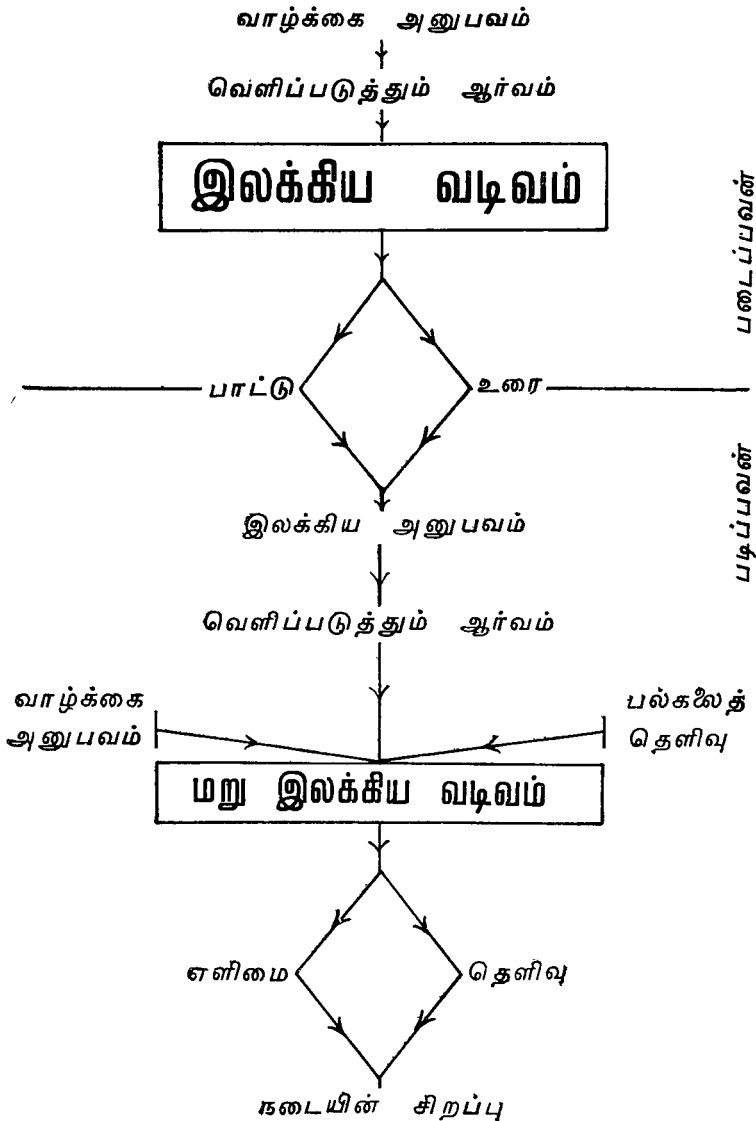 வாழ்க்கை அனுபவம்
வெளிப்படுத்தும் ஆர்வம்
இலக்கிய வடிவம்
படைப்பவன்
பாட்டு
உரை
படிப்பவன்
இலக்கிய அனுபவம்
வெளிப்படுத்தும் ஆர்வம்
வாழ்க்கை
அனுபவம்
பல்கலைத்
தெளிவு
மறு இலக்கிய வடிவம்
எளிமை
தெளிவு
நடையின் சிறப்பு